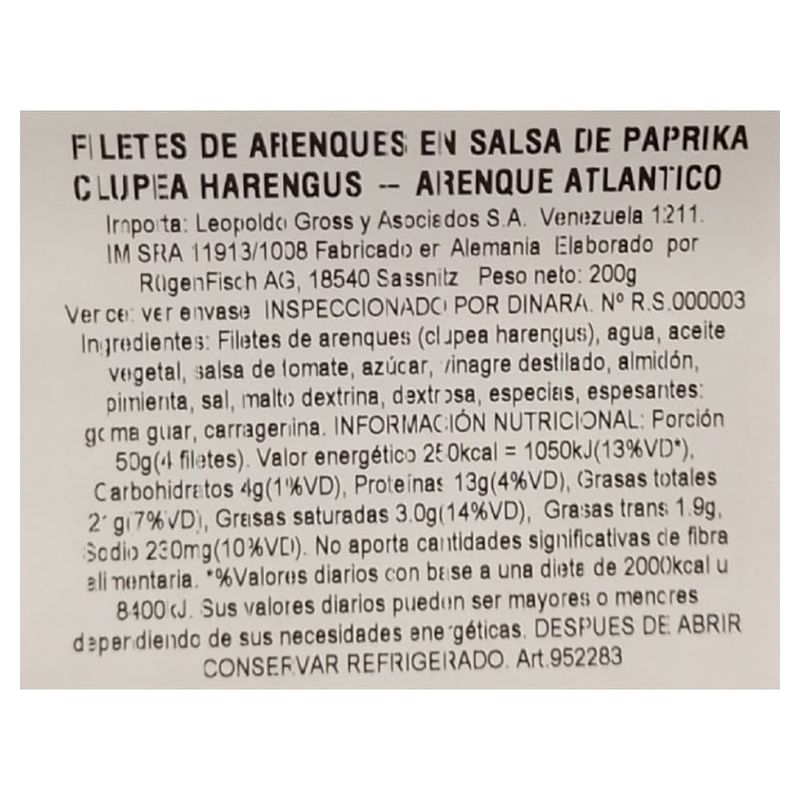 FILETES DE ARENQUES EN SALSA DE PAPRIKA
CLUPEA HARENGUS -- ARENQUE ATLANTICO
Importa: Leopoldo Gross y Asociados S.A. Venezuela 1211.
IM SRA 11913/1008 Fabricado en Alemania Elaborado por
RügenFisch AG, 18540 Sassnitz Peso neto: 200g
Ver ce: ver envase INSPECCIONADO POR DINARA. Nº R.S.000003
Ingredientes: Filetes de arenques (clupea harengus), agua, aceite
vegetal, salsa de tomate, azúcar, vinagre destilado, almidón,
pimienta, sal, malto dextrina, dextrosa, especias, espesantes:
goma guar, carragenina. INFORMACIÓN NUTRICIONAL: Porción
50g(4 filetes). Valor energético 250kcal = 1050kJ(13%VD*),
Carbohidratos 4g(1%VD), Proteínas 13g(4%VD), Grasas totales
g(7%VD), Grasas saturadas 3.0g(14%VD), Grasas trans 1.9g,
Sodio 230mg(10%VD). No aporta cantidades significativas de fibra
alimentaria. *%Valores diarios con base a una dieta de 2000kcal u
8400kJ. Sus valores diarios pueden ser mayores o menores
dependiendo de sus necesidades energéticas. DESPUES DE ABRIR
CONSERVAR REFRIGERADO. Art.952283